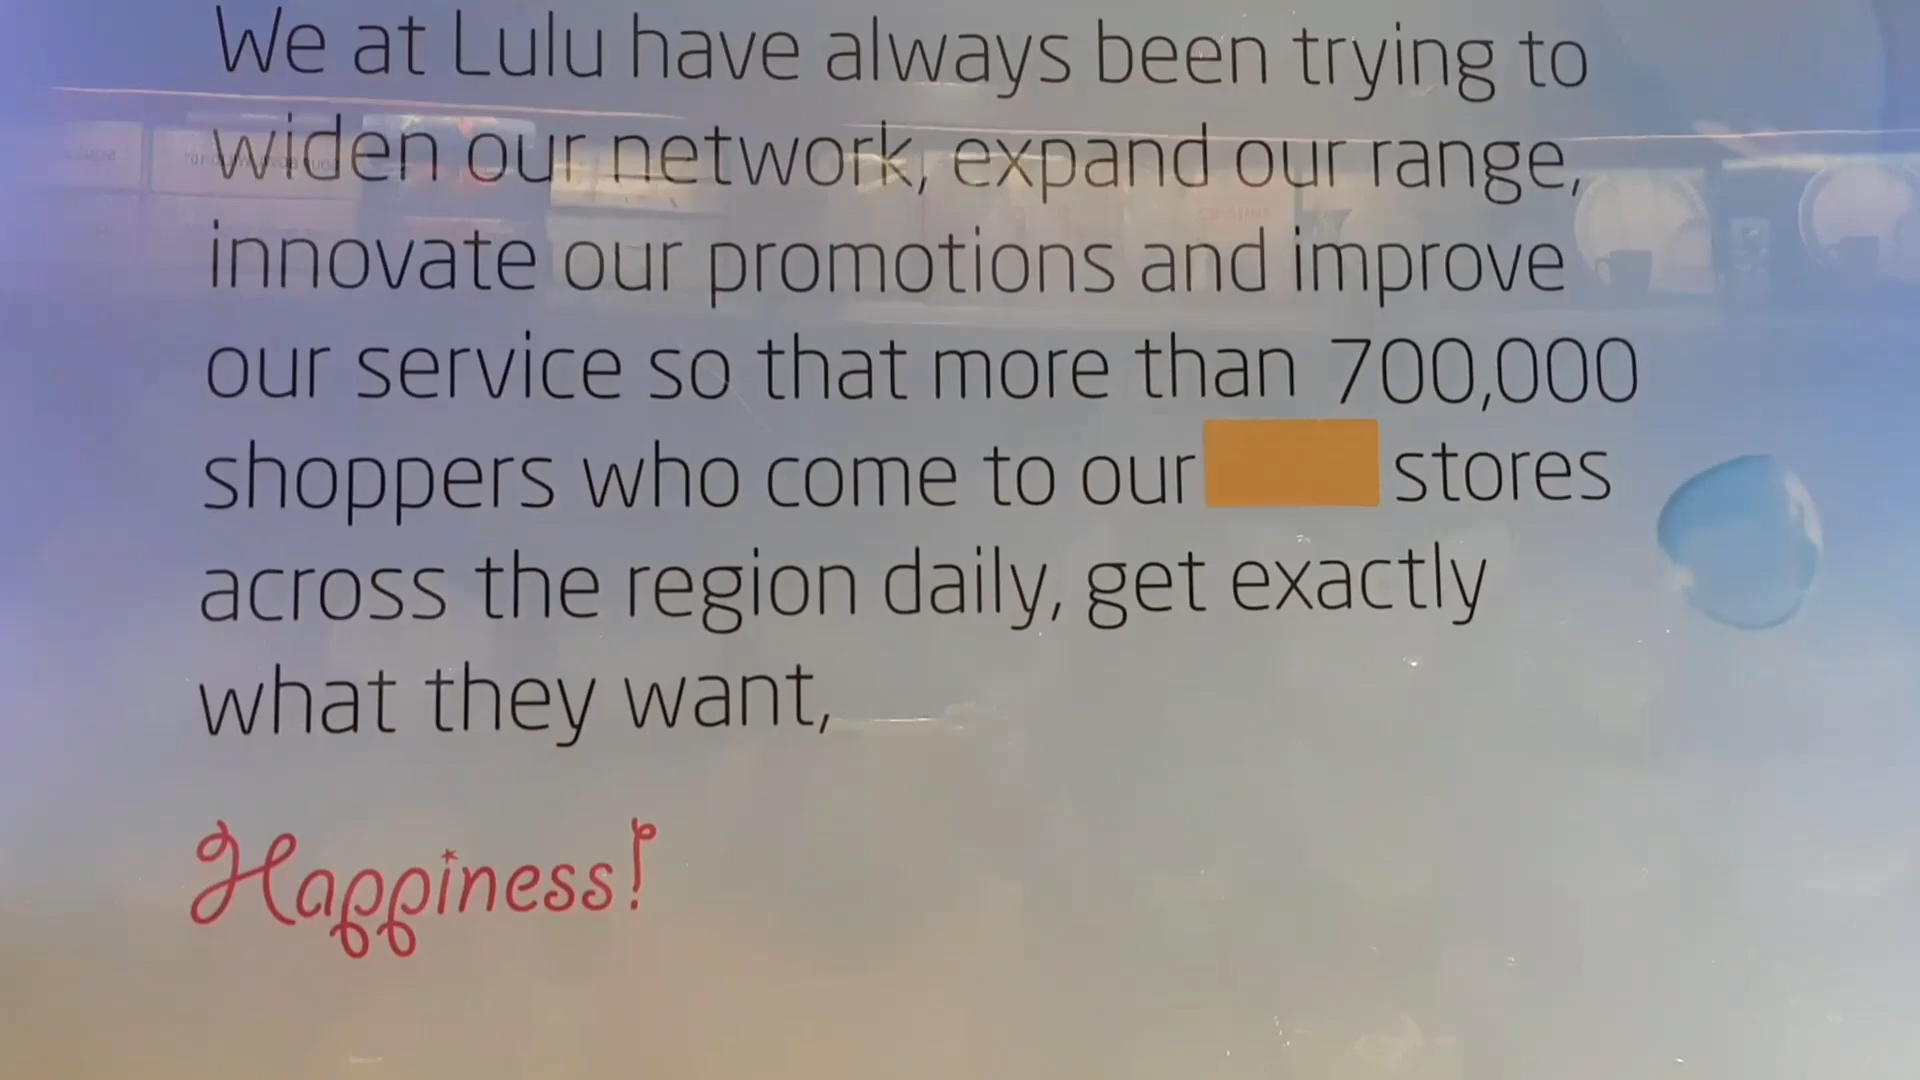 We at Lulu have always been trying to
widen our network, expand our range,
innovate our promotions and improve
our service so that more than 700,000
shoppers who come to our stores
across the region daily, get exactly
what they want,
Happiness!